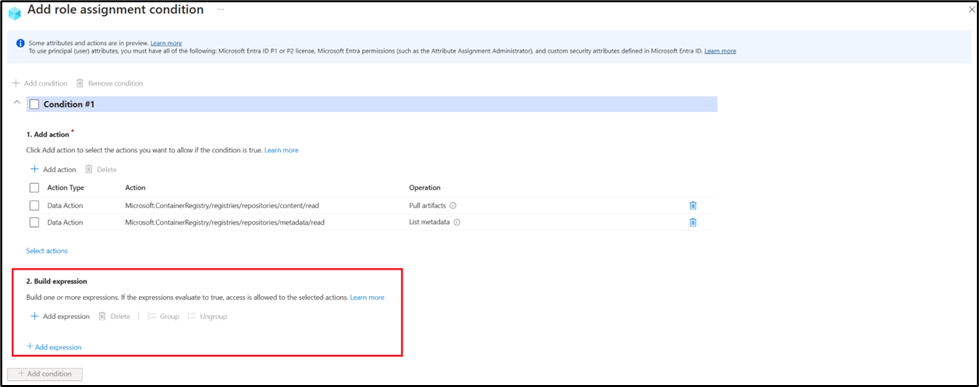 Add role assignment condition ...
Some attributes and actions are in preview. Learn more
To use principal (user) attributes, you must have all of the following: Microsoft Entra ID P1 or P2 license, Microsoft Entra permissions (such as the Attribute Assignment Administrator), and custom security attributes defined in Microsoft Entra ID. Learn more
+ Add condition Remove condition
Condition #1
1. Add action *
Click Add action to select the actions you want to allow if the condition is true. Learn more
+ Add action Delete
Action Type Action Operation
Data Action Microsoft.ContainerRegistry/registries/repositories/content/read Pull artifacts
Data Action Microsoft.ContainerRegistry/registries/repositories/metadata/read List metadata
Select actions
2. Build expression
Build one or more expressions. If the expressions evaluate to true, access is allowed to the selected actions. Learn more
+ Add expression Delete Group Ungroup
+ Add expression
+ Add condition